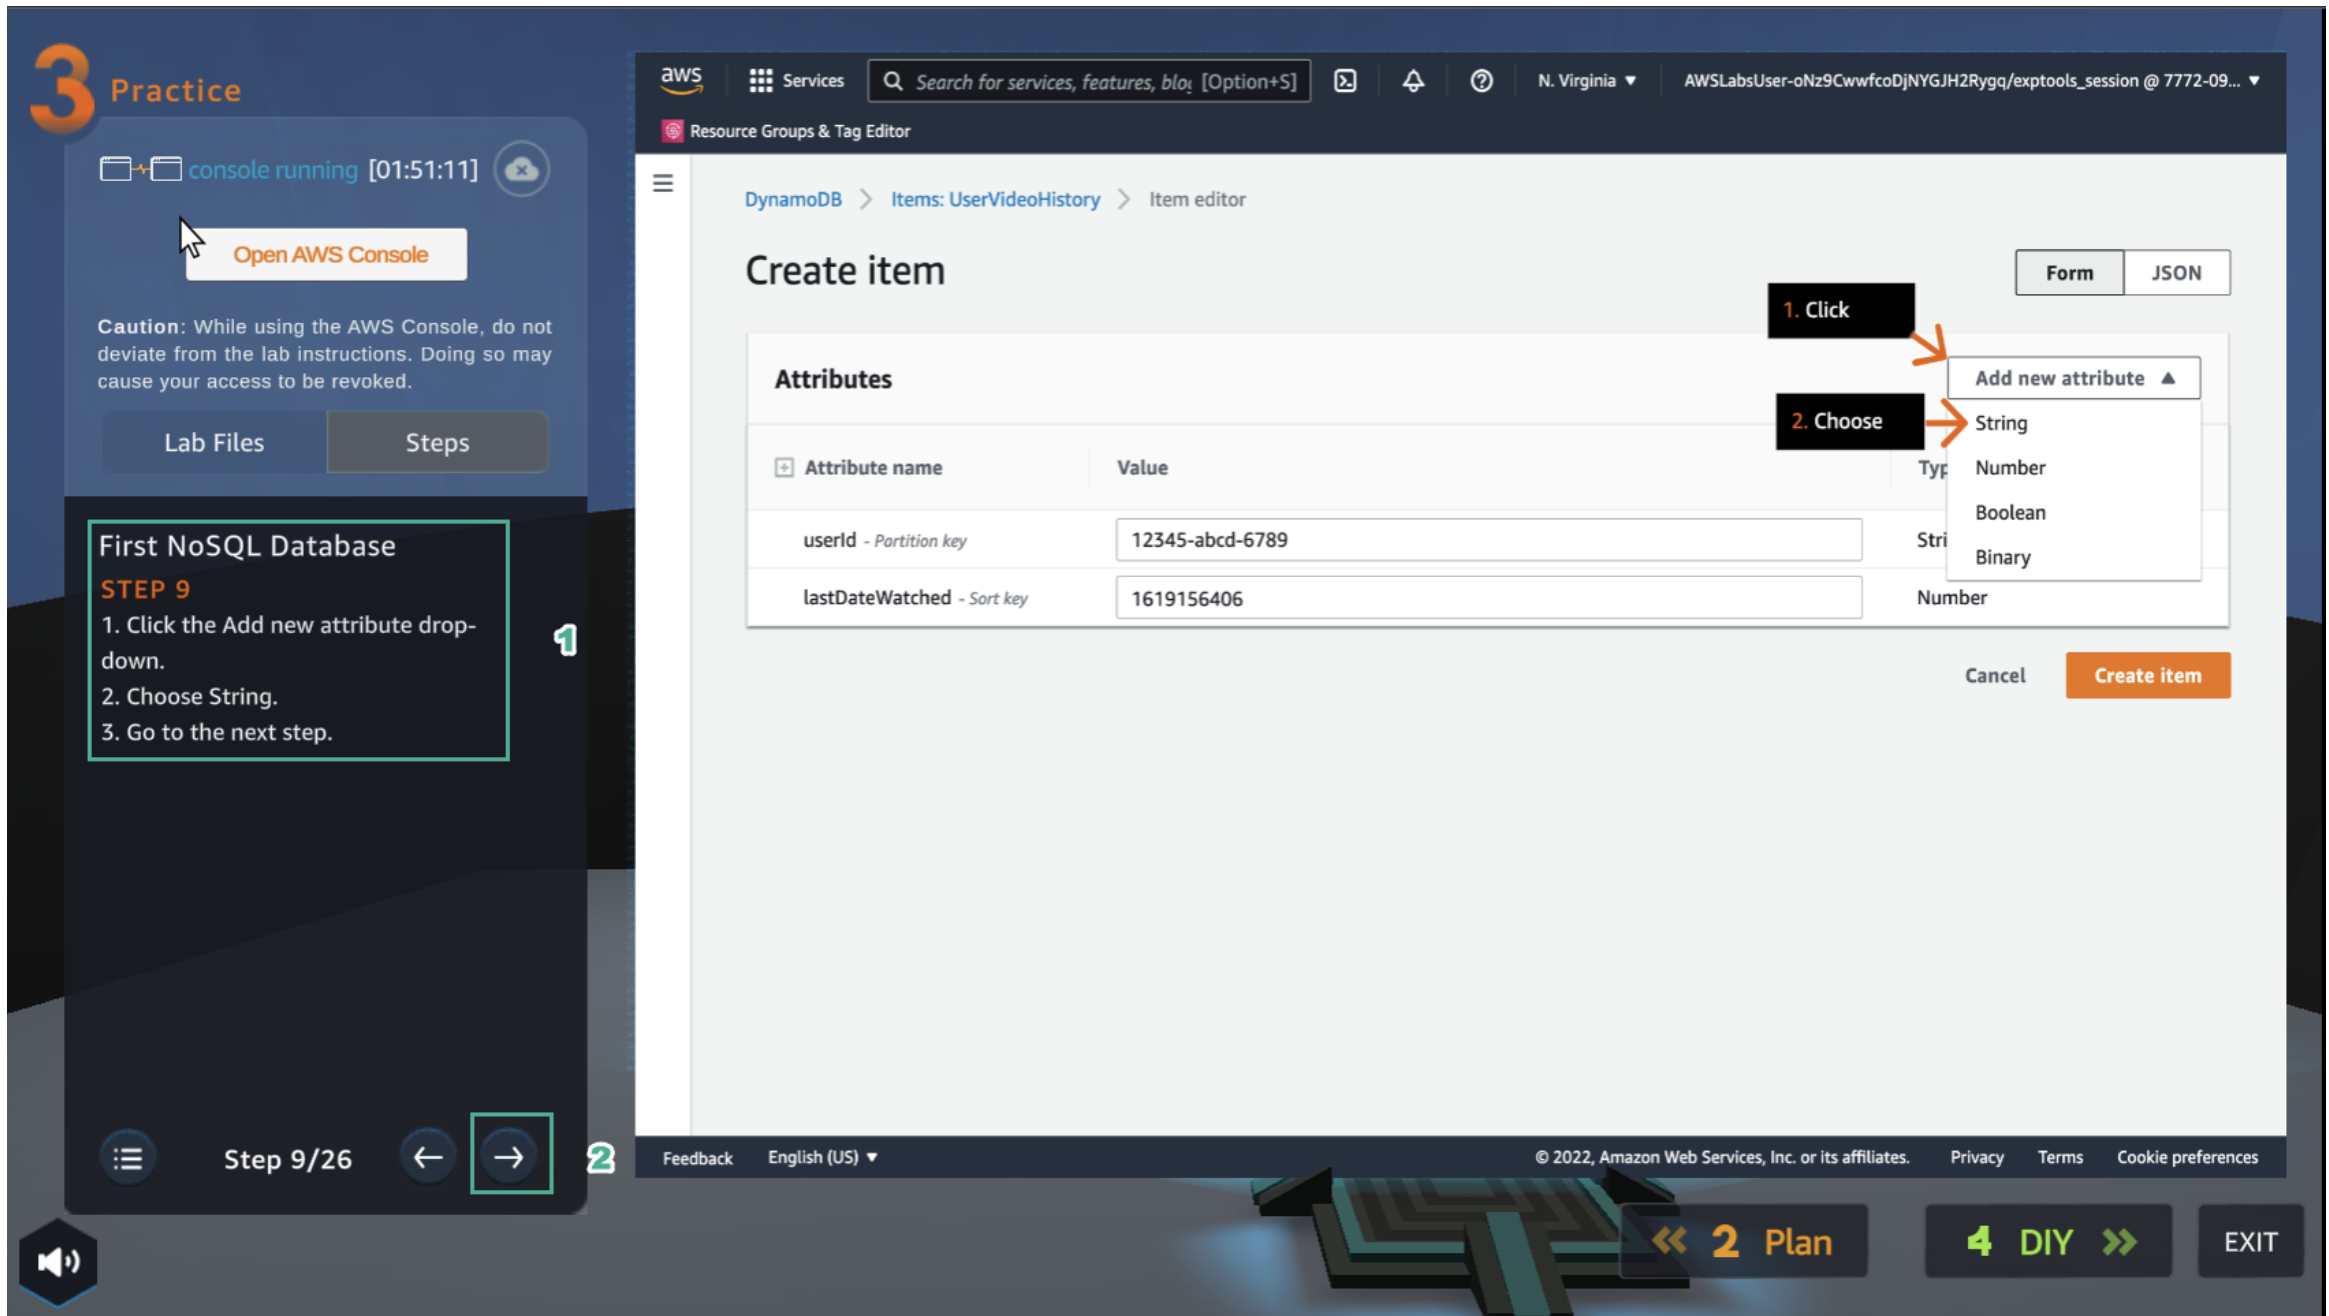 3 Practice
console running [01:51:11]
Open AWS Console
Caution: While using the AWS Console, do not
deviate from the lab instructions. Doing so may
cause your access to be revoked.
Lab Files
Steps
First NoSQL Database
STEP 9
1. Click the Add new attribute drop-
down.
2. Choose String.
3. Go to the next step.
1
Step 9/26
2
aws
Services
Search for services, features, blog [Option+S]
N. Virginia
AWSLabsUser-oNz9CwwfcoDjNYGJH2Rygq/exptools_session @ 7772-09...
Resource Groups & Tag Editor
DynamoDB
Items: UserVideoHistory
Item editor
Create item
Form
JSON
1. Click
Attributes
Add new attribute
2. Choose
String
Number
Boolean
Binary
Attribute name
Value
Typ
userId - Partition key
12345-abcd-6789
Stri
lastDateWatched - Sort key
1619156406
Number
Cancel
Create item
Feedback
English (US)
© 2022, Amazon Web Services, Inc. or its affiliates.
Privacy
Terms
Cookie preferences
2 Plan
4 DIY
EXIT